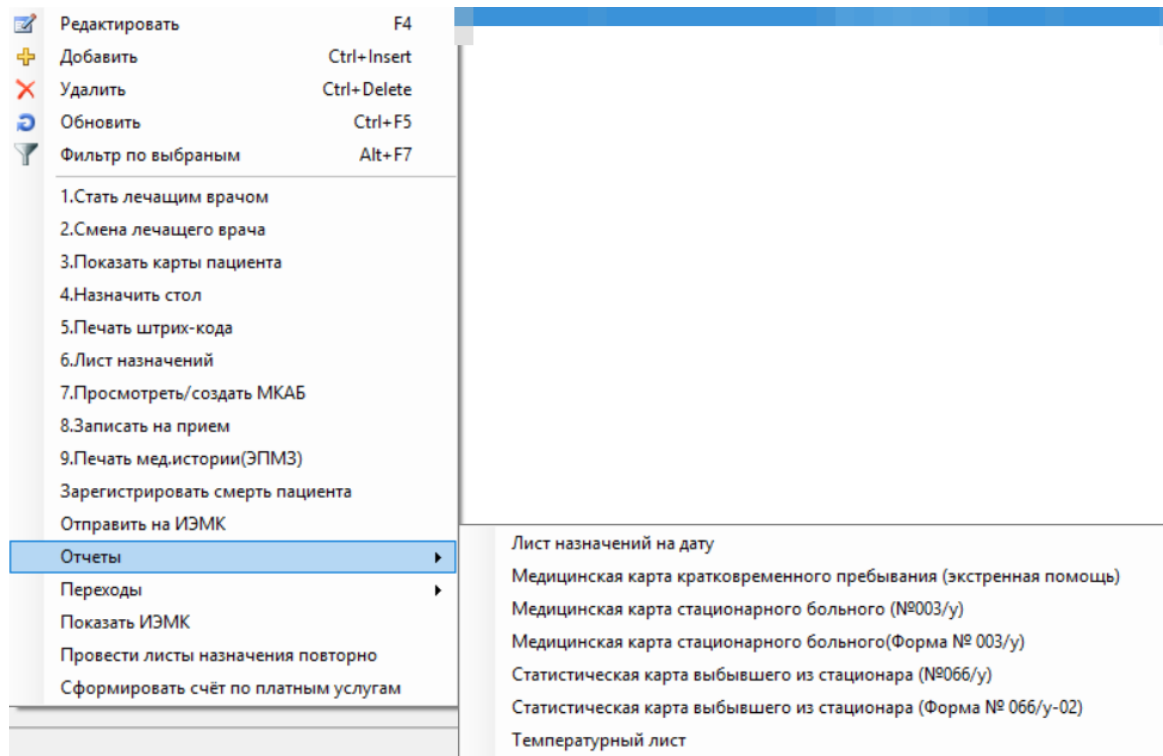 Редактировать F4
Добавить Ctrl+Insert
Удалить Ctrl+Delete
Обновить Ctrl+F5
Фильтр по выбраным Alt+F7
1.Стать лечащим врачом
2.Смена лечащего врача
3.Показать карты пациента
4.Назначить стол
5.Печать штрих-кода
6.Лист назначений
7.Просмотреть/создать МКАБ
8.Записать на прием
9.Печать мед.истории(ЭПМЗ)
Зарегистрировать смерть пациента
Отправить на ИЭМК
Отчеты
Переходы
Показать ИЭМК
Провести листы назначения повторно
Сформировать счёт по платным услугам
Лист назначений на дату
Медицинская карта кратковременного пребывания (экстренная помощь)
Медицинская карта стационарного больного (№003/у)
Медицинская карта стационарного больного(Форма № 003/у)
Статистическая карта выбывшего из стационара (№066/у)
Статистическая карта выбывшего из стационара (Форма № 066/у-02)
Температурный лист